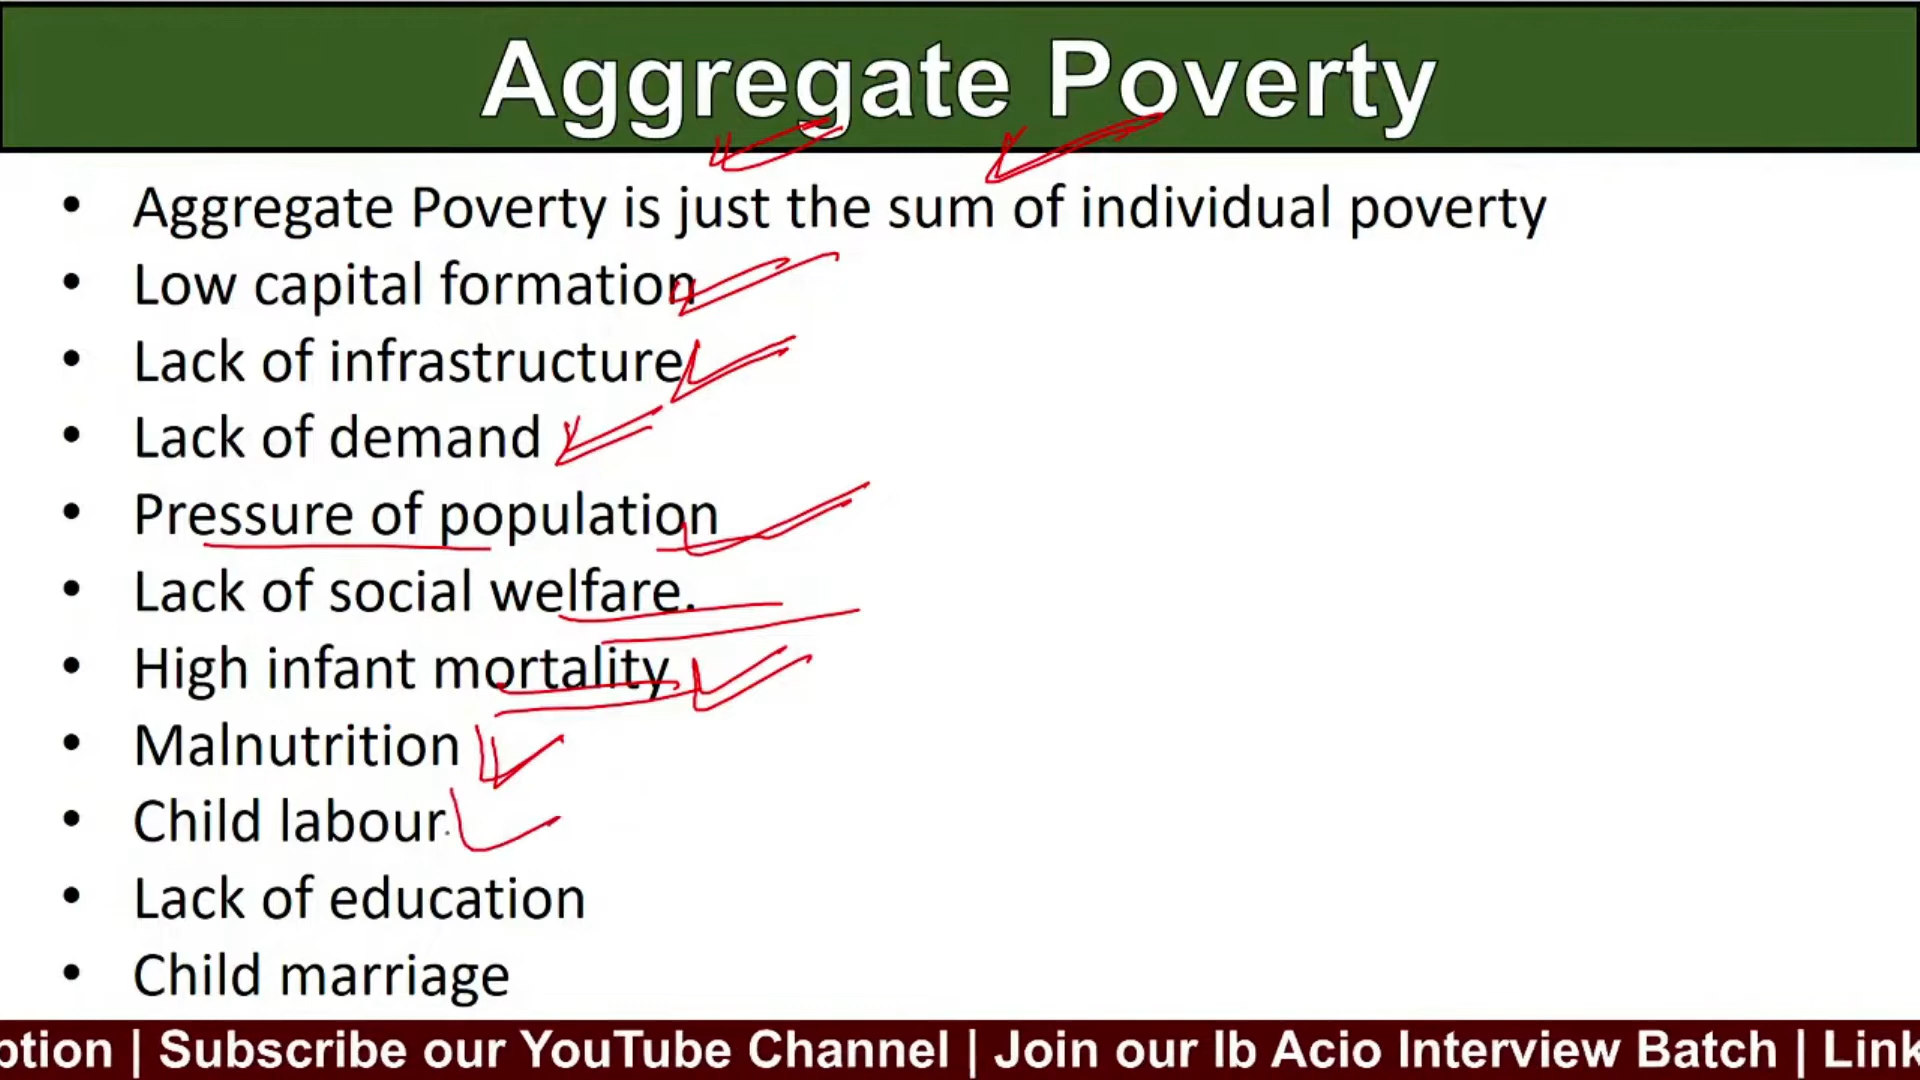 Aggregate Poverty
• Aggregate Poverty is just the sum of individual poverty
• Low capital formation
• Lack of infrastructure
• Lack of demand
• Pressure of population
• Lack of social welfare.
• High infant mortality
• Malnutrition
• Child labour
• Lack of education
• Child marriage
ption | Subscribe our YouTube Channel | Join our Ib Acio Interview Batch | Link